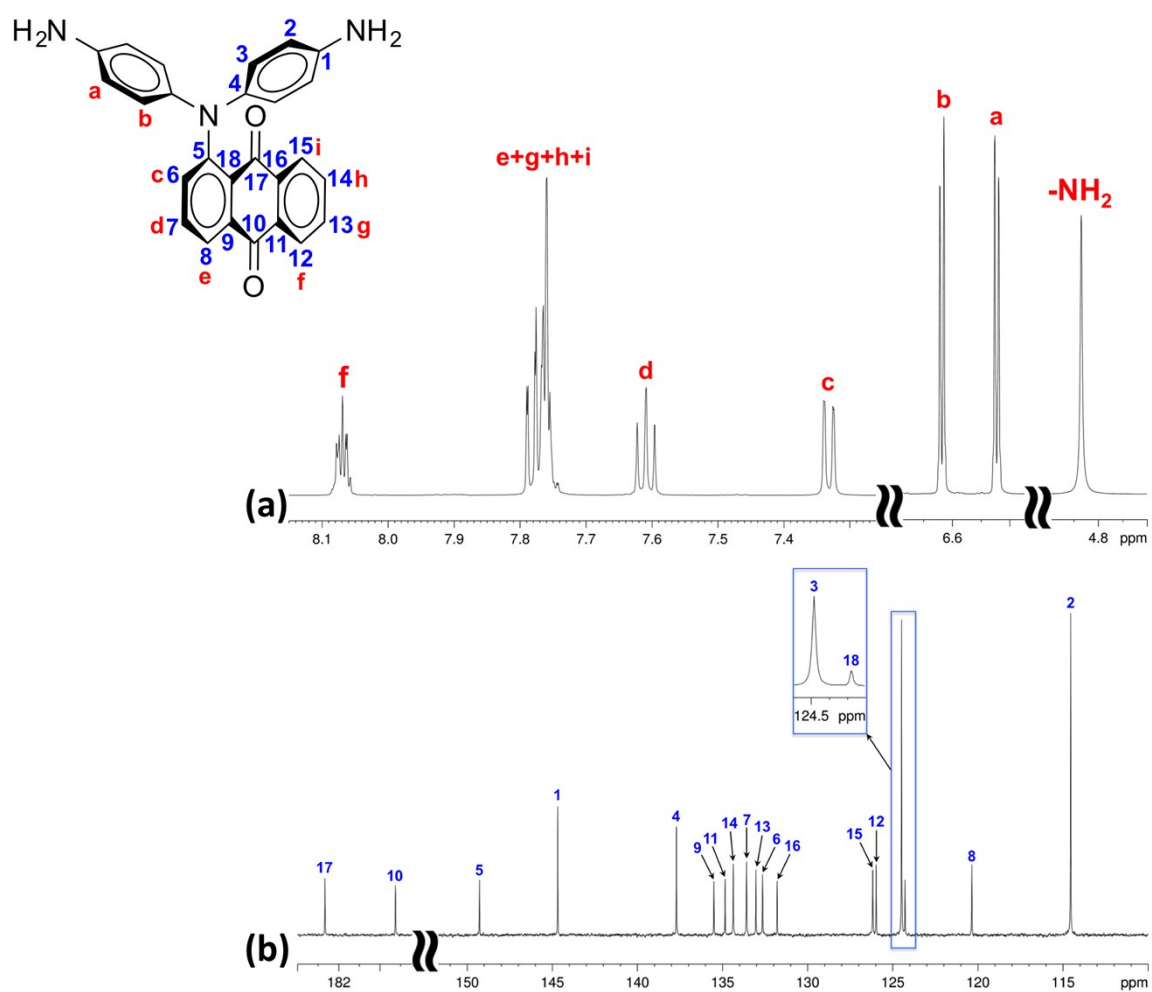 H₂N NH₂
2
3 1
a 4
b N O
5 18 16 15 i
c 6 17 14 h
d 7 10 13 g
9 11
8 12
e O f
e+g+h+i
b
a
-NH₂
f
d
c
(a)
8.1 8.0 7.9 7.8 7.7 7.6 7.5 7.4 6.6 4.8 ppm
3
18
124.5 ppm
2
1
4
14 7 13
11 6
9 16
15 12
8
17
10
5
(b)
182 150 145 140 135 130 125 120 115 ppm